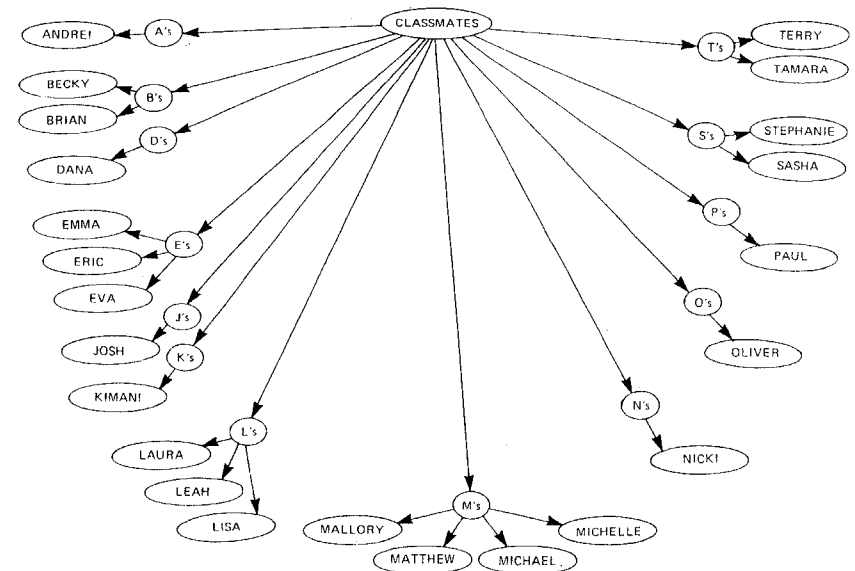 CLASSMATES
ANDREI
A's
BECKY
B's
BRIAN
D's
DANA
EMMA
E's
ERIC
EVA
J's
JOSH
K's
KIMANI
L's
LAURA
LEAH
LISA
M's
MALLORY
MATTHEW
MICHAEL
MICHELLE
N's
NICKI
O's
OLIVER
P's
PAUL
S's
STEPHANIE
SASHA
T's
TERRY
TAMARA